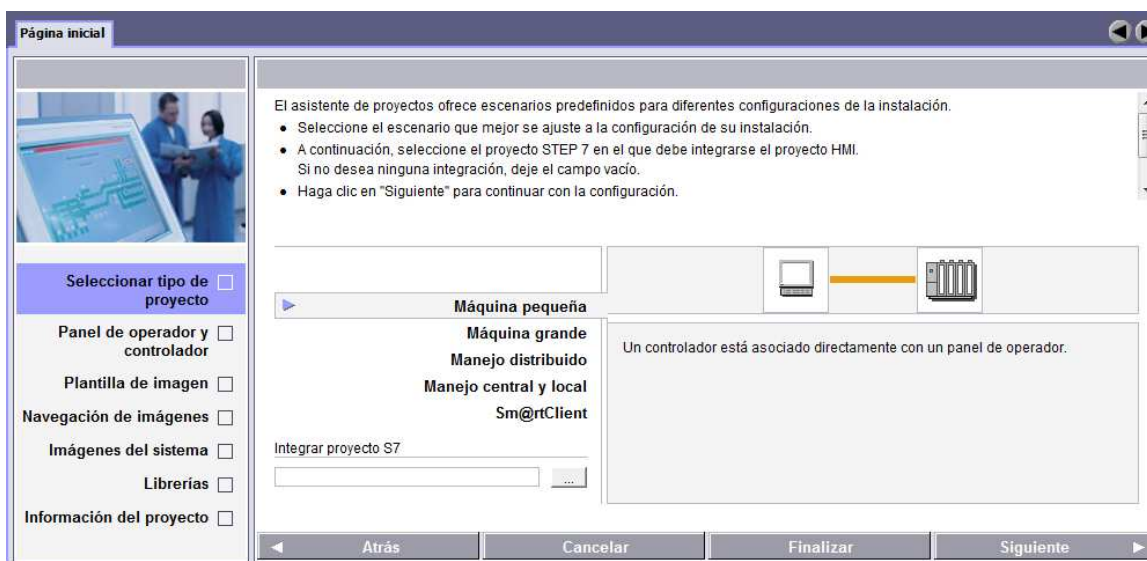 Página inicial
El asistente de proyectos ofrece escenarios predefinidos para diferentes configuraciones de la instalación.
• Seleccione el escenario que mejor se ajuste a la configuración de su instalación.
• A continuación, seleccione el proyecto STEP 7 en el que debe integrarse el proyecto HMI.
Si no desea ninguna integración, deje el campo vacío.
• Haga clic en "Siguiente" para continuar con la configuración.
Seleccionar tipo de
proyecto
Panel de operador y
controlador
Plantilla de imagen
Navegación de imágenes
Imágenes del sistema
Librerías
Información del proyecto
Máquina pequeña
Máquina grande
Manejo distribuido
Manejo central y local
Sm@rtClient
Integrar proyecto S7
...
Un controlador está asociado directamente con un panel de operador.
Atrás
Cancelar
Finalizar
Siguiente